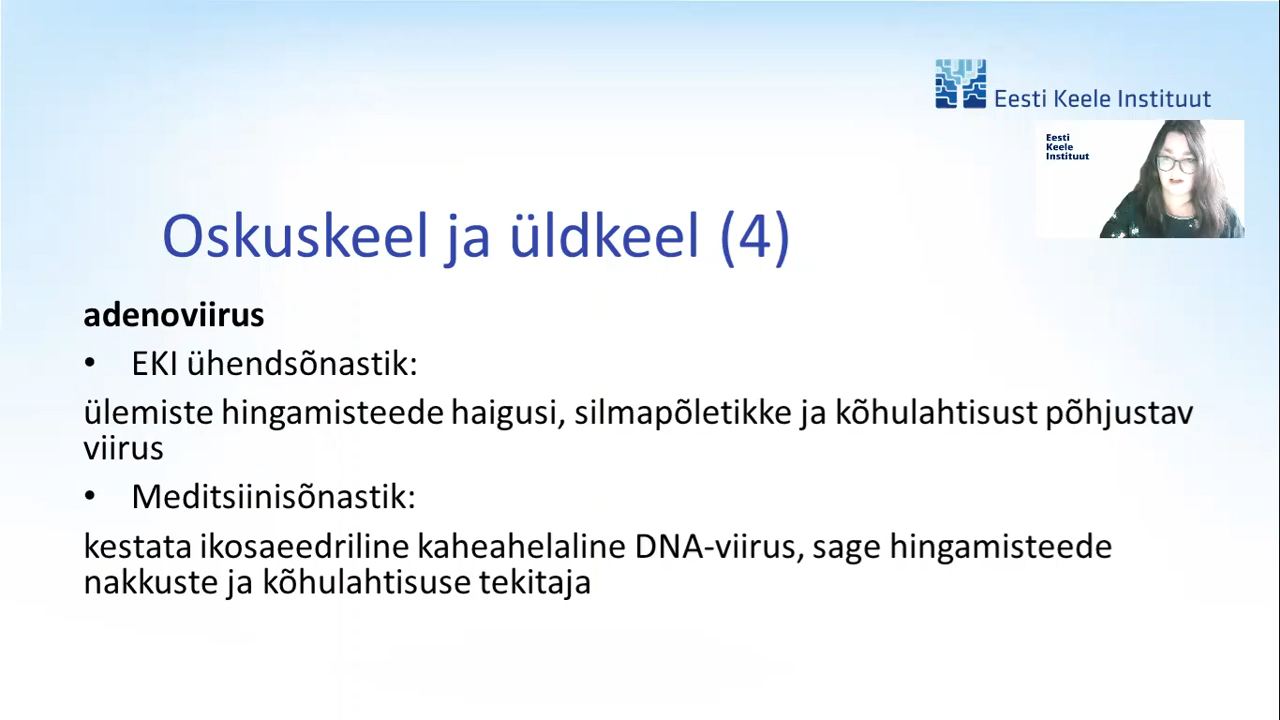 Eesti Keele Instituut
Eesti
Keele
Instituut
Oskuskeel ja üldkeel (4)
adenoviirus
• EKI ühendsõnastik:
ülemiste hingamisteede haigusi, silmapõletikke ja kõhulahtisust põhjustav
viirus
• Meditsiinisõnastik:
kestata ikosaeedriline kaheahelaline DNA-viirus, sage hingamisteede
nakkuste ja kõhulahtisuse tekitaja